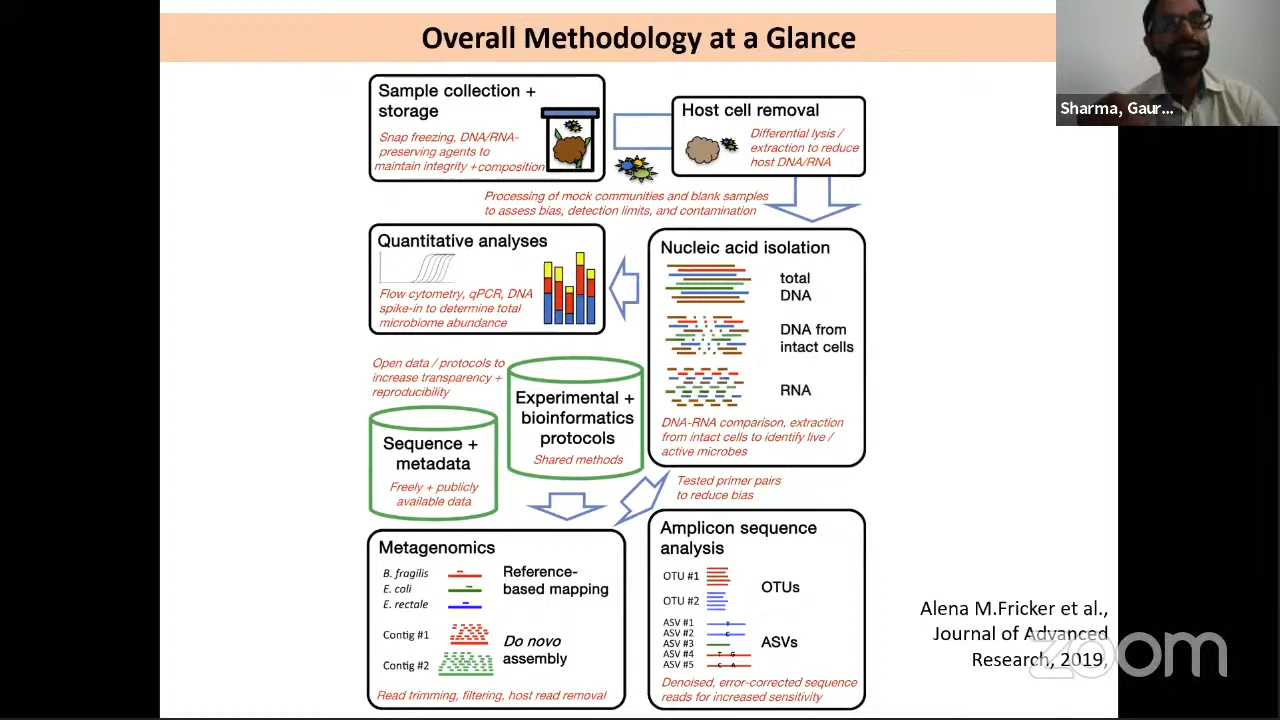 Overall Methodology at a Glance
Sharma, Gaur...
Sample collection +
storage
Snap freezing, DNA/RNA-
preserving agents to
maintain integrity +composition
Host cell removal
Differential lysis /
extraction to reduce
host DNA/RNA
Processing of mock communities and blank samples
to assess bias, detection limits, and contamination
Quantitative analyses
Flow cytometry, qPCR, DNA
spike-in to determine total
microbiome abundance
Nucleic acid isolation
total
DNA
DNA from
intact cells
RNA
DNA-RNA comparison, extraction
from intact cells to identify live /
active microbes
Open data / protocols to
increase transparency +
reproducibility
Experimental +
bioinformatics
protocols
Shared methods
Sequence +
metadata
Freely + publicly
available data
Tested primer pairs
to reduce bias
Metagenomics
B. fragilis
E. coli
E. rectale
Reference-
based mapping
Contig #1
Contig #2
Do novo
assembly
Read trimming, filtering, host read removal
Amplicon sequence
analysis
OTU #1
OTU #2
OTUs
ASV #1 T
ASV #2 C
ASV #3
ASV #4 T G
ASV #5 C A
ASVs
Denoised, error-corrected sequence
reads for increased sensitivity
Alena M.Fricker et al.,
Journal of Advanced
Research, 2019,
zoom